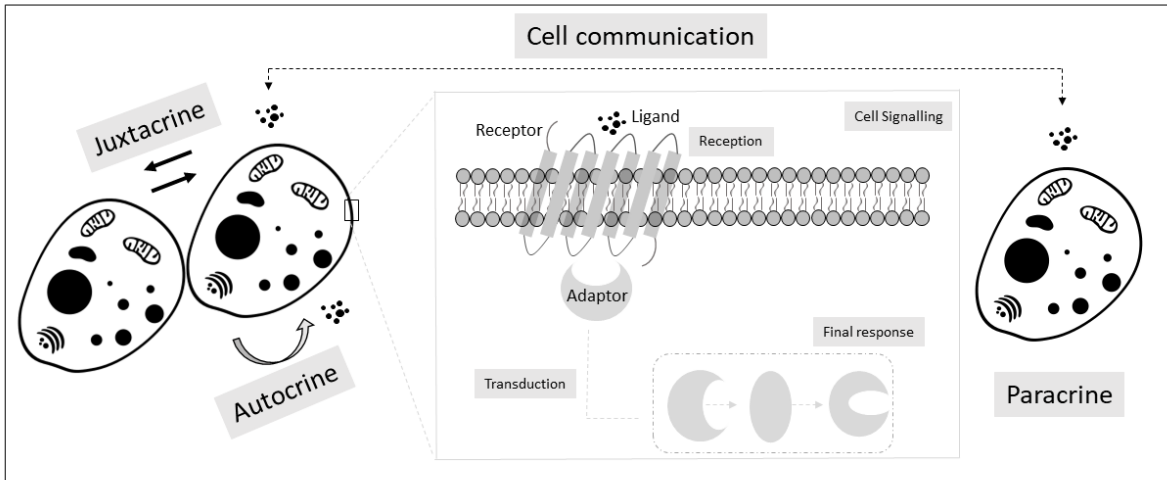 Cell communication
Juxtacrine
Receptor
Ligand
Cell Signalling
Reception
Adaptor
Final response
Transduction
Autocrine
Paracrine